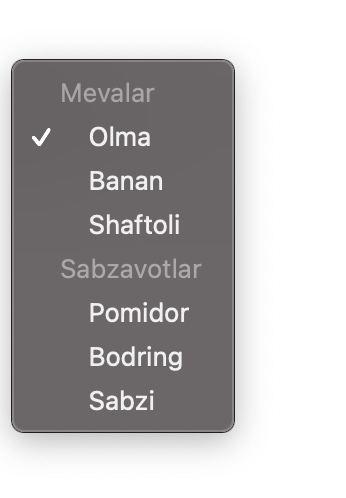 Mevalar
Olma
Banan
Shaftoli
Sabzavotlar
Pomidor
Bodring
Sabzi